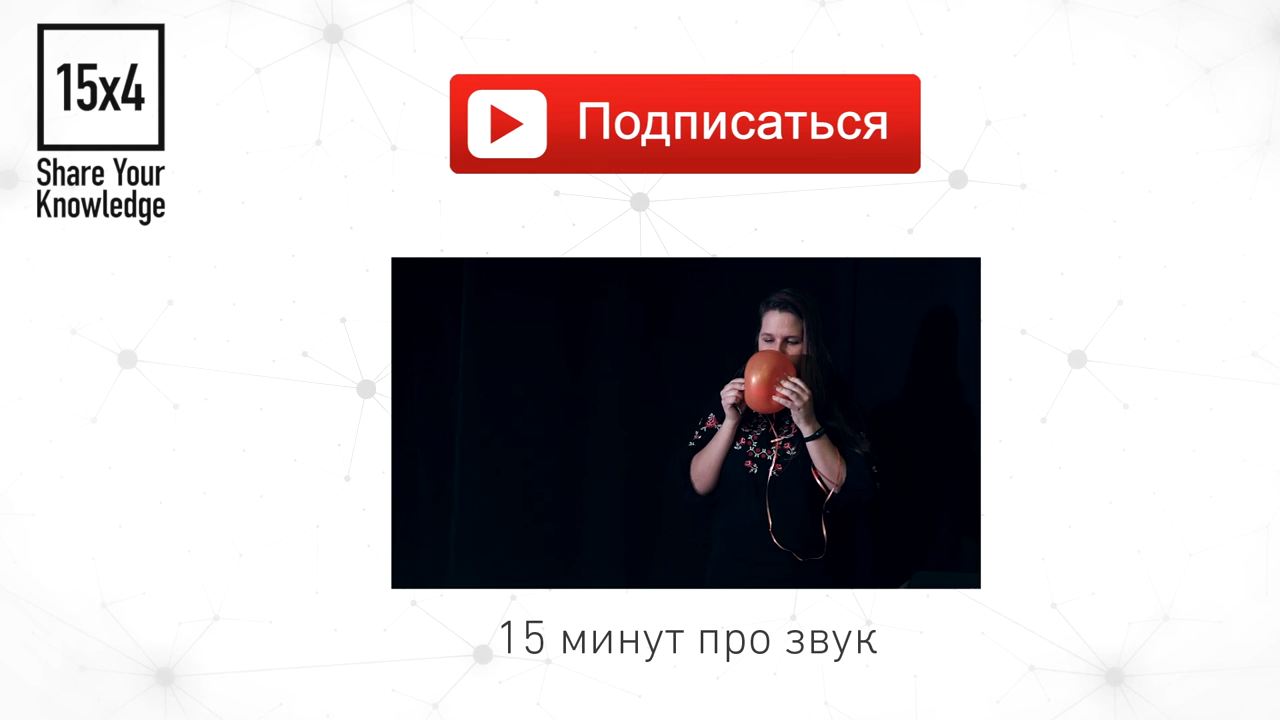 15x4
Share Your
Knowledge
Подписаться
15 минут про звук